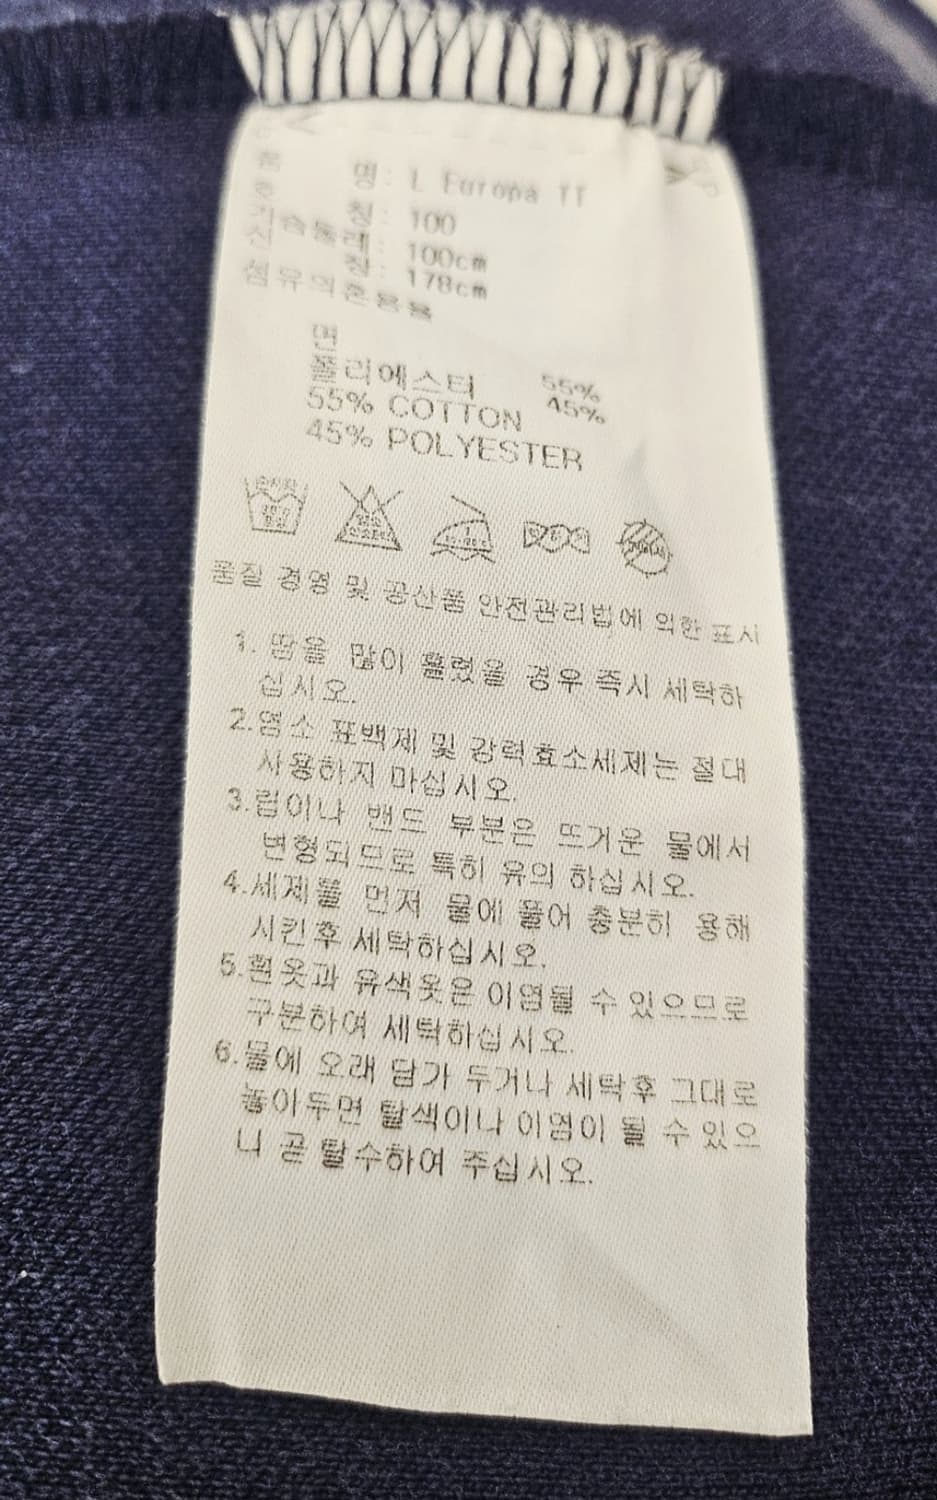 품 명: L Europa TT
호 칭: 100
가슴둘레: 100cm
신 장: 178cm
섬유의혼용율
면 55%
폴리에스터 45%
55% COTTON
45% POLYESTER
손세탁
염소
품질 경영 및 공산품 안전관리법에 의한 표시
1. 땀을 많이 흘렸을 경우 즉시 세탁하
십시오.
2.염소 표백제 및 강력효소세제는 절대
사용하지 마십시오.
3.립이나 밴드 부분은 뜨거운 물에서
변형되므로 특히 유의 하십시오.
4.세제를 먼저 물에 풀어 충분히 용해
시킨후 세탁하십시오.
5.흰옷과 유색옷은 이염될 수 있으므로
구분하여 세탁하십시오.
6.물에 오래 담가 두거나 세탁후 그대로
놓아두면 탈색이나 이염이 될 수 있으
니 곧 탈수하여 주십시오.